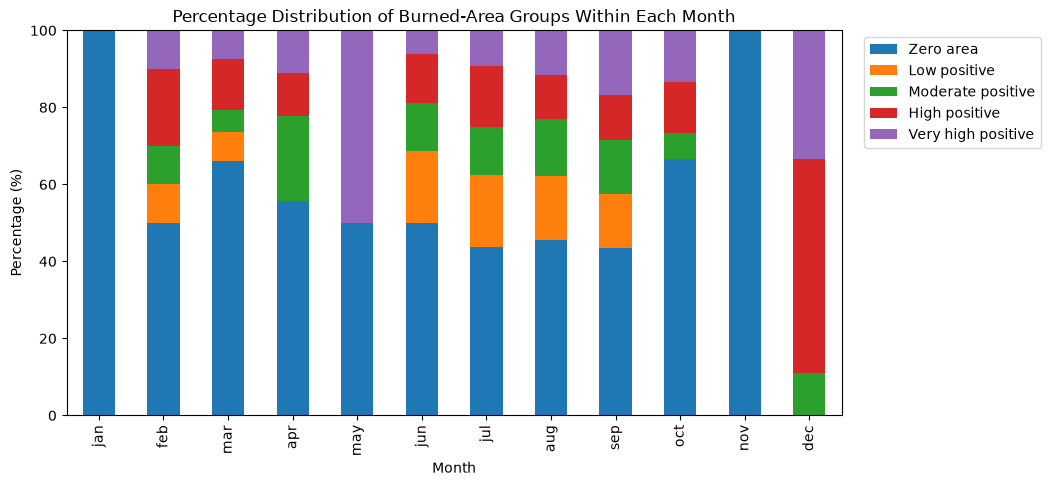 Percentage Distribution of Burned-Area Groups Within Each Month
100
80
60
40
20
0
Percentage (%)
jan
feb
mar
apr
may
jun
jul
aug
sep
oct
nov
dec
Month
Zero area
Low positive
Moderate positive
High positive
Very high positive